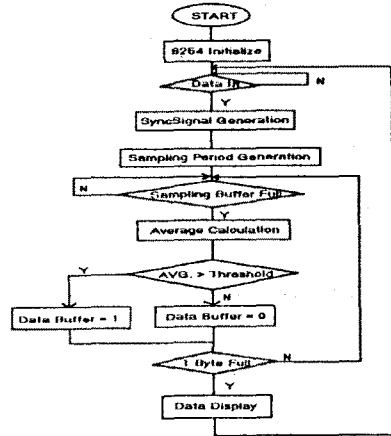 START
8254 Initialize
Data IN
N
Y
SyncSignal Generation
Sampling Period Generation
N
Sampling Buffer Full
Y
Average Calculation
Y
AVG. > Threshold
N
Data Buffer = 1
Data Buffer = 0
1 Byte Full
N
Y
Data Display